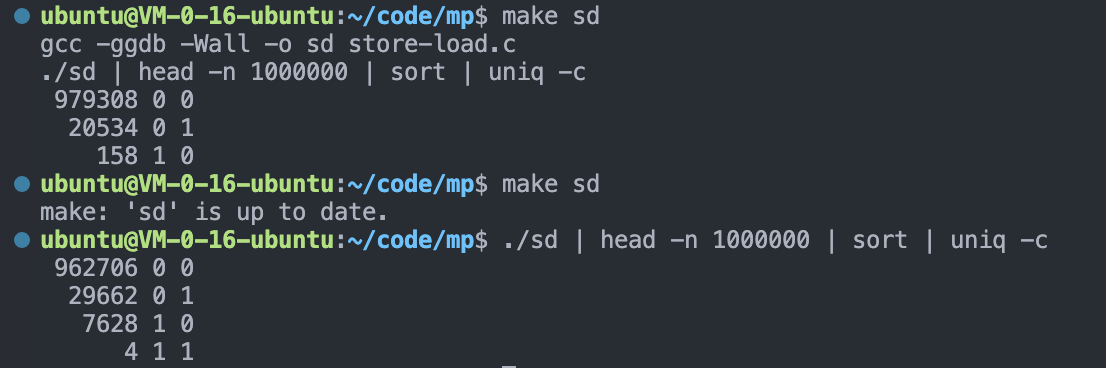 ubuntu@VM-0-16-ubuntu:~/code/mp$ make sd
gcc -ggdb -Wall -o sd store-load.c
./sd | head -n 1000000 | sort | uniq -c
979308 0 0
20534 0 1
158 1 0
ubuntu@VM-0-16-ubuntu:~/code/mp$ make sd
make: 'sd' is up to date.
ubuntu@VM-0-16-ubuntu:~/code/mp$ ./sd | head -n 1000000 | sort | uniq -c
962706 0 0
29662 0 1
7628 1 0
4 1 1